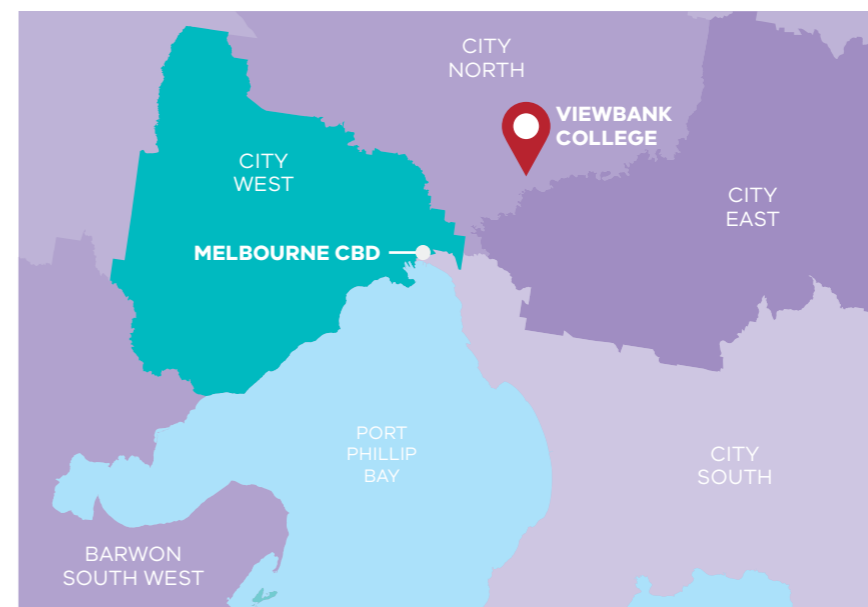 CITY
NORTH
VIEWBANK
COLLEGE
CITY
WEST
CITY
EAST
MELBOURNE CBD
PORT
PHILLIP
BAY
CITY
SOUTH
BARWON
SOUTH WEST